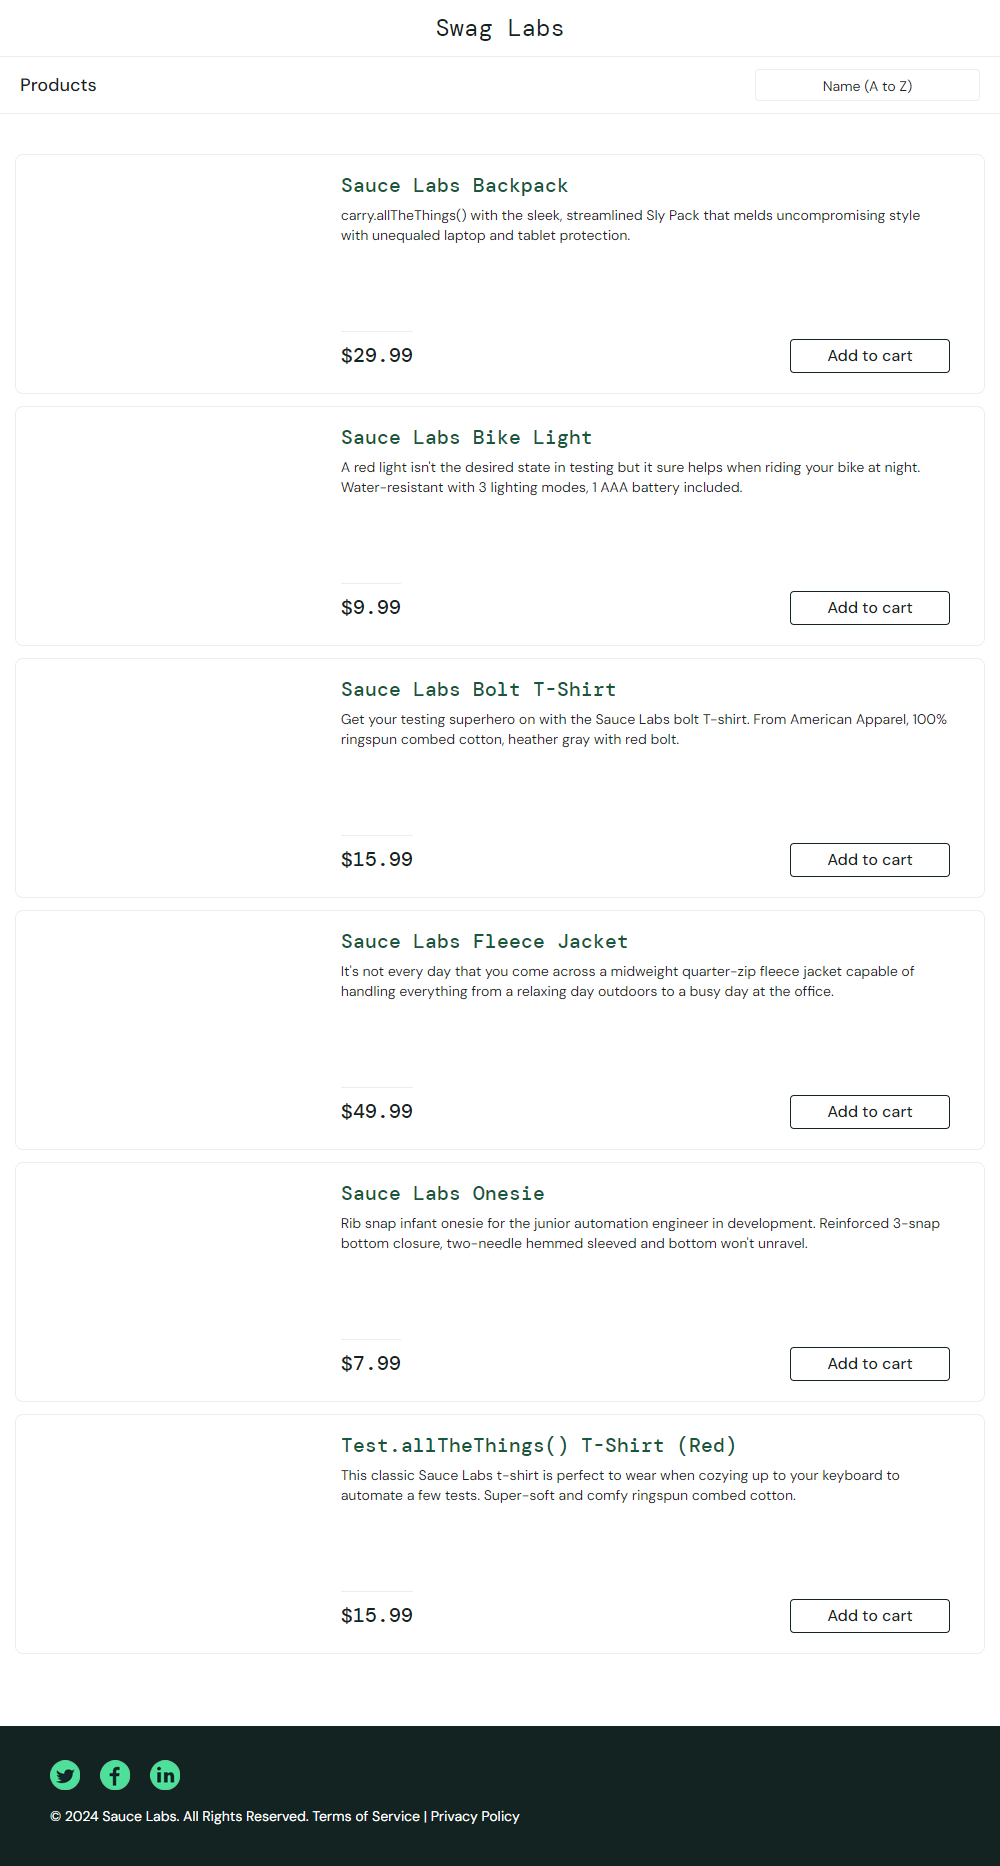 Swag Labs
Products
Name (A to Z)
Sauce Labs Backpack
carry.allTheThings() with the sleek, streamlined Sly Pack that melds uncompromising style
with unequaled laptop and tablet protection.
$29.99
Add to cart
Sauce Labs Bike Light
A red light isn't the desired state in testing but it sure helps when riding your bike at night.
Water-resistant with 3 lighting modes, 1 AAA battery included.
$9.99
Add to cart
Sauce Labs Bolt T-Shirt
Get your testing superhero on with the Sauce Labs bolt T-shirt. From American Apparel, 100%
ringspun combed cotton, heather gray with red bolt.
$15.99
Add to cart
Sauce Labs Fleece Jacket
It's not every day that you come across a midweight quarter-zip fleece jacket capable of
handling everything from a relaxing day outdoors to a busy day at the office.
$49.99
Add to cart
Sauce Labs Onesie
Rib snap infant onesie for the junior automation engineer in development. Reinforced 3-snap
bottom closure, two-needle hemmed sleeved and bottom won't unravel.
$7.99
Add to cart
Test.allTheThings() T-Shirt (Red)
This classic Sauce Labs t-shirt is perfect to wear when cozying up to your keyboard to
automate a few tests. Super-soft and comfy ringspun combed cotton.
$15.99
Add to cart
© 2024 Sauce Labs. All Rights Reserved. Terms of Service | Privacy Policy